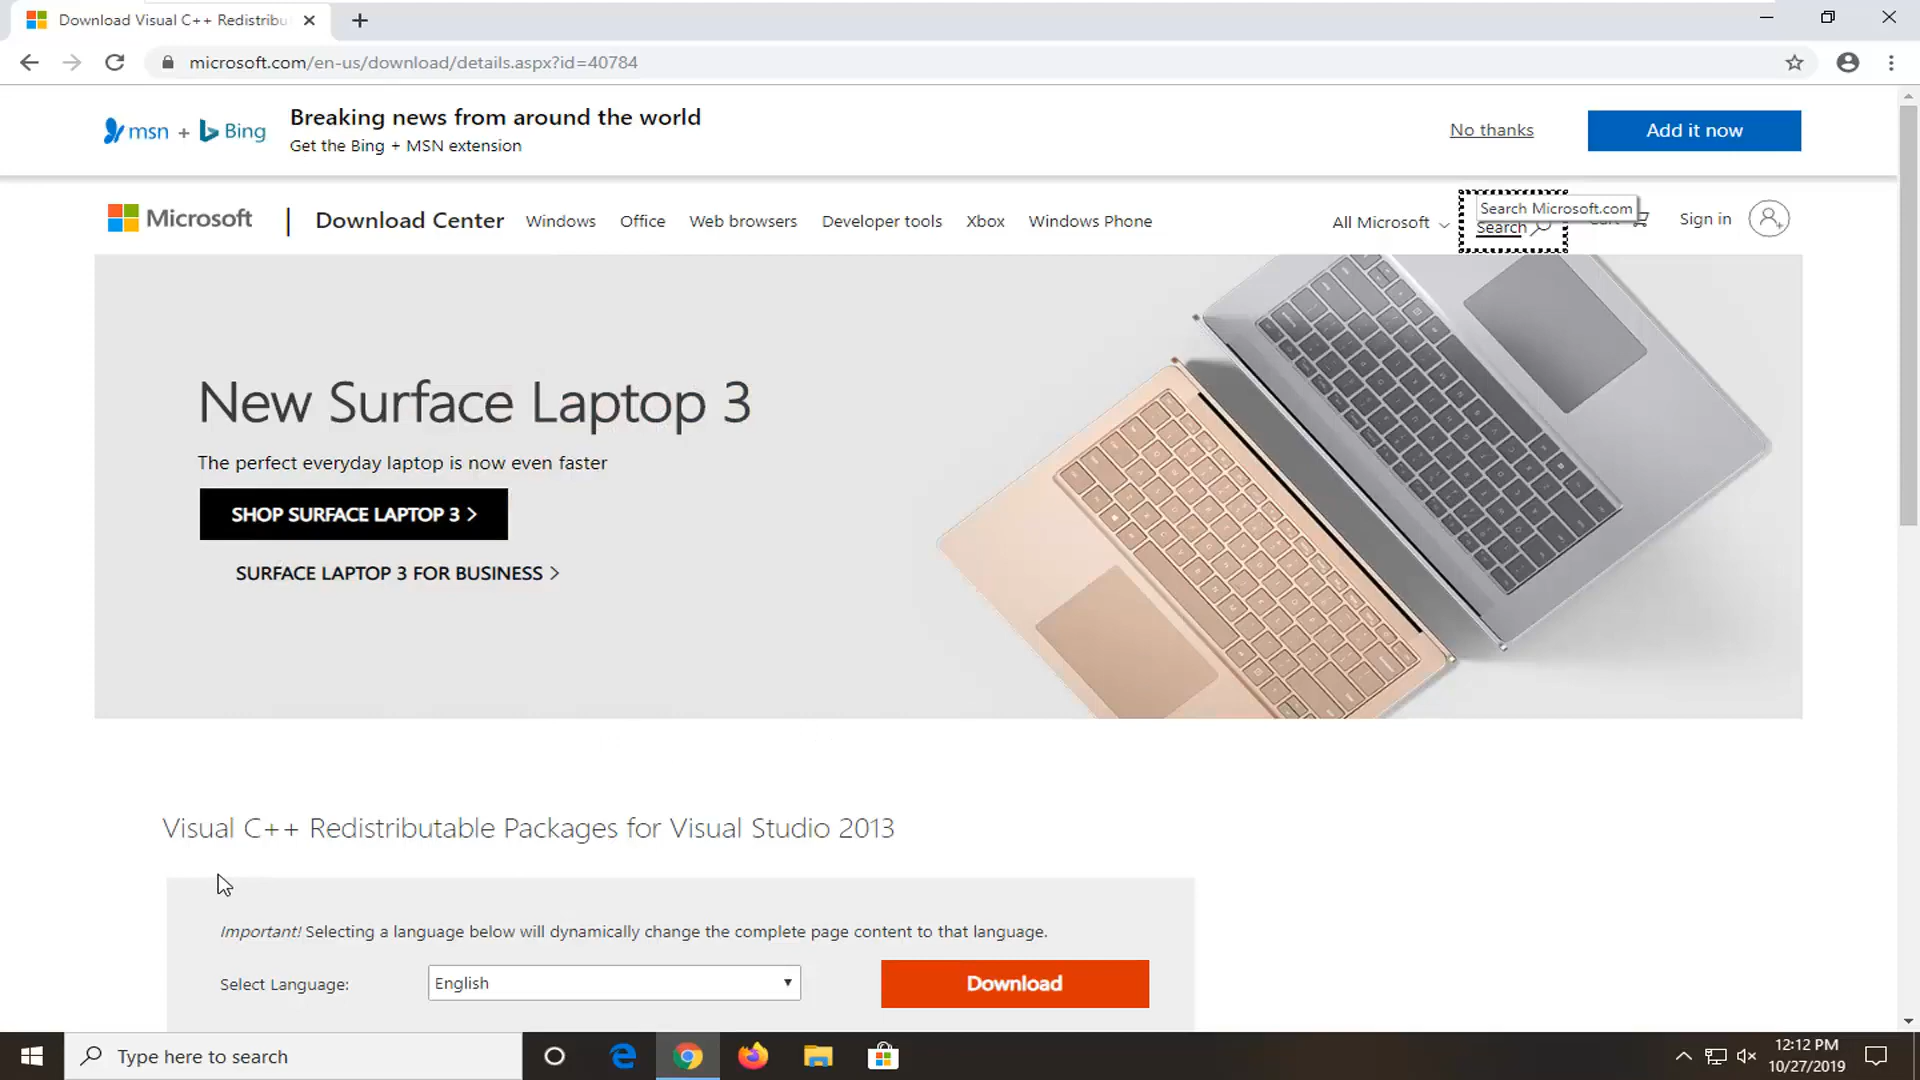 Download Visual C++ Redistribu
microsoft.com/en-us/download/details.aspx?id=40784
msn + Bing
Breaking news from around the world
Get the Bing + MSN extension
No thanks
Add it now
Microsoft
Download Center
Windows
Office
Web browsers
Developer tools
Xbox
Windows Phone
All Microsoft
Search Microsoft.com
Search
Sign in
New Surface Laptop 3
The perfect everyday laptop is now even faster
SHOP SURFACE LAPTOP 3 >
SURFACE LAPTOP 3 FOR BUSINESS >
Visual C++ Redistributable Packages for Visual Studio 2013
Important! Selecting a language below will dynamically change the complete page content to that language.
Select Language:
English
Download
Type here to search
12:12 PM
10/27/2019